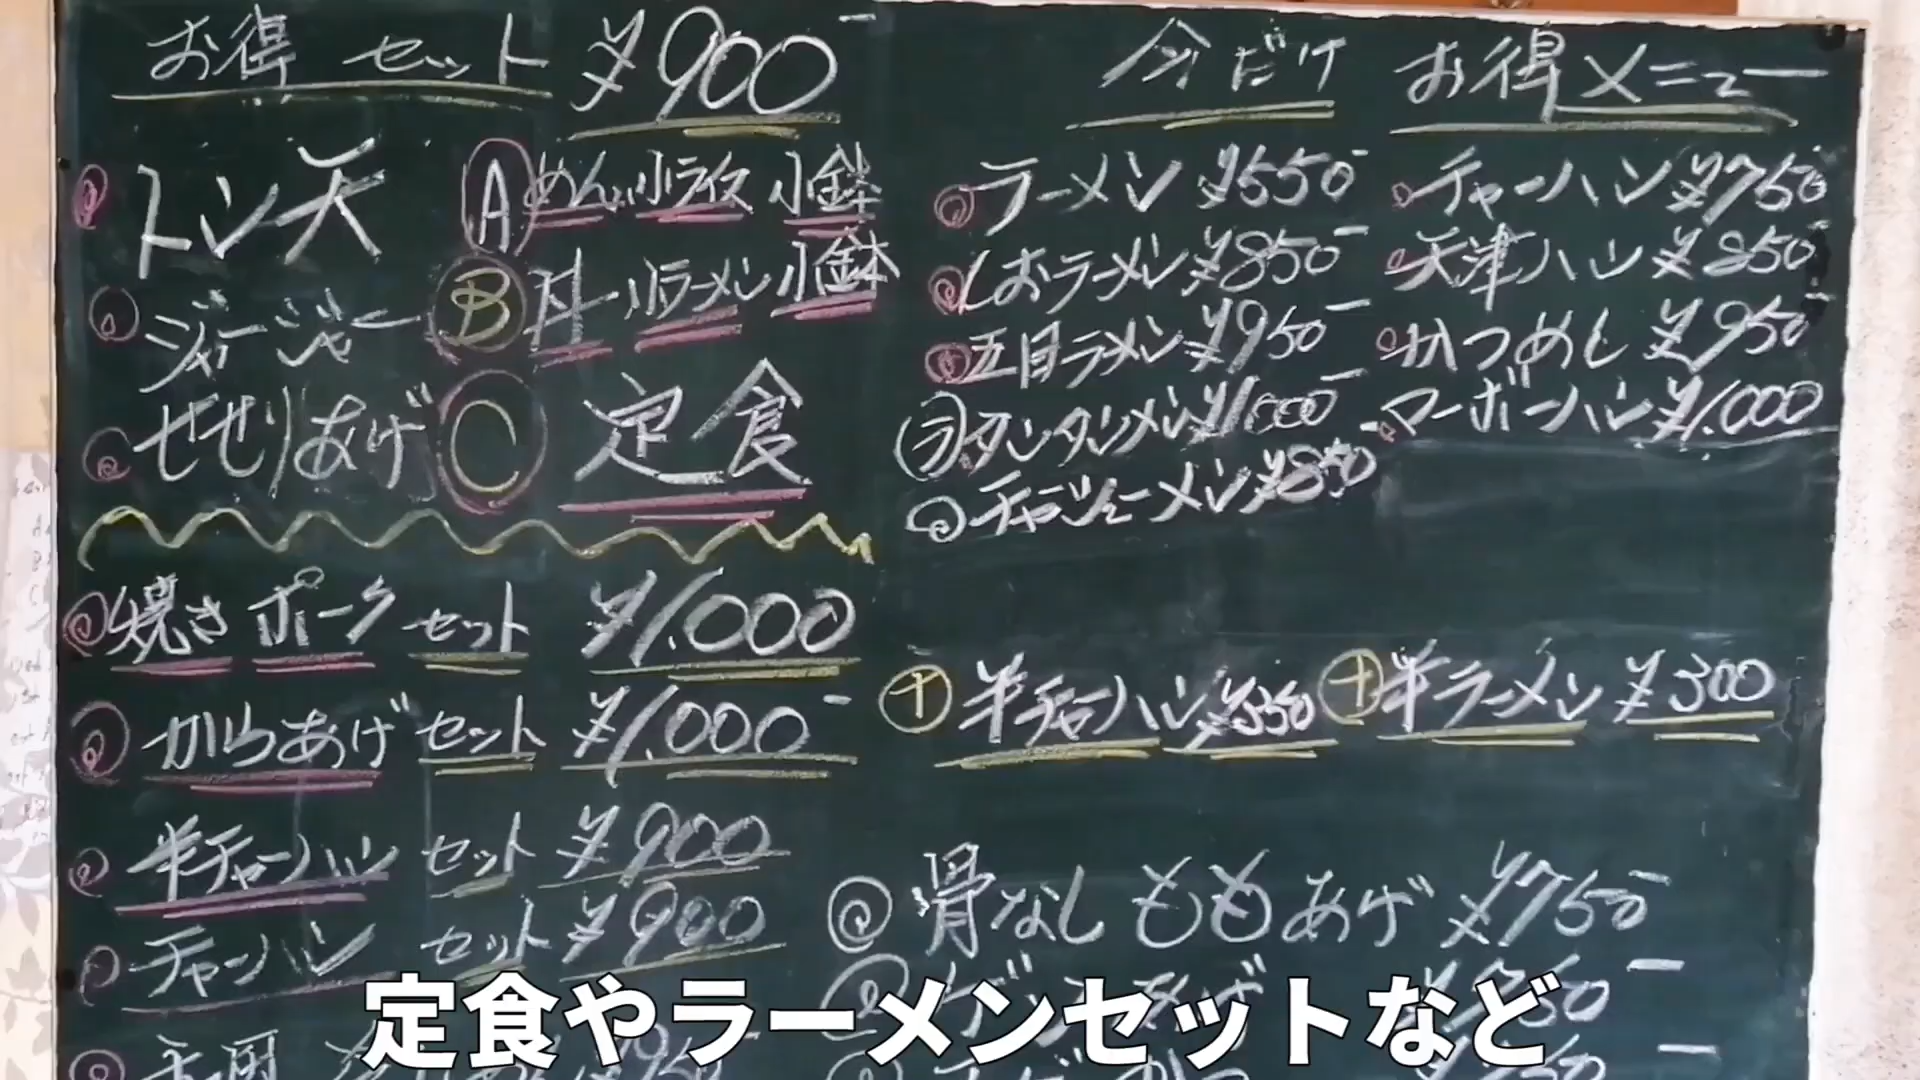 お得 セット ¥900-
トン天
ジャージャー
せせりあげ
A めん 小ライス 小鉢
B 丼 小ラーメン 小鉢
C 定食
焼きポークセット ¥1,000
からあげセット ¥1,000-
半チャーハン セット ¥900
チャーハン セット ¥900
今だけ お得メニュー
ラーメン ¥550-
しおラーメン ¥850-
五目ラーメン ¥950-
タンタンメン ¥1,000-
チャーシューメン ¥850-
チャーハン ¥750-
天津ハン ¥850-
かつめし ¥950-
マーボーハン ¥1,000
+半チャーハン ¥350
+半ラーメン ¥300
骨なし ももあげ ¥750-
定食やラーメンセットなど